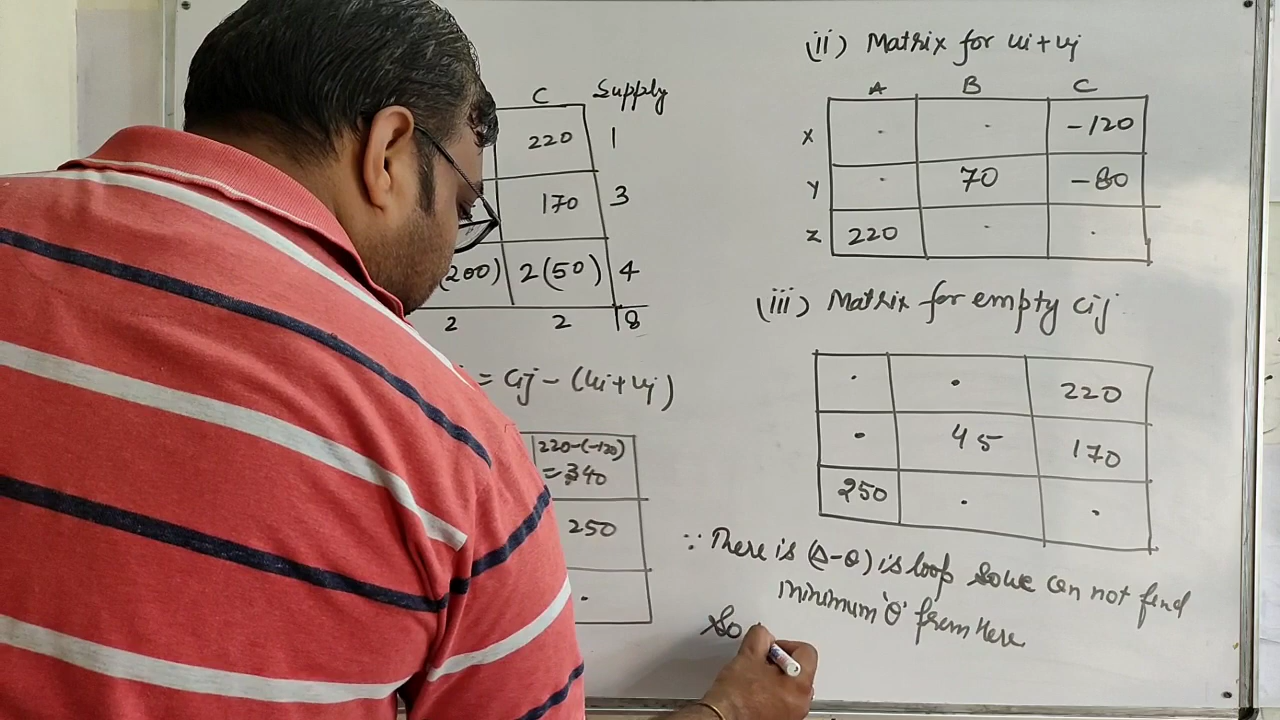 C Supply
220 1
170 3
(200) 2(50) 4
2 2 8
= Cij - (ui+vj)
220-(-120)
= 340
250
.
(ii) Matrix for ui+vj
A B C
X . . -120
Y . 70 -80
Z 220 . .
(iii) Matrix for empty Cij
. . 220
. 45 170
250 . .
∵ There is (Δ-θ) is loop so we can not find
minimum 'θ' from Here
So